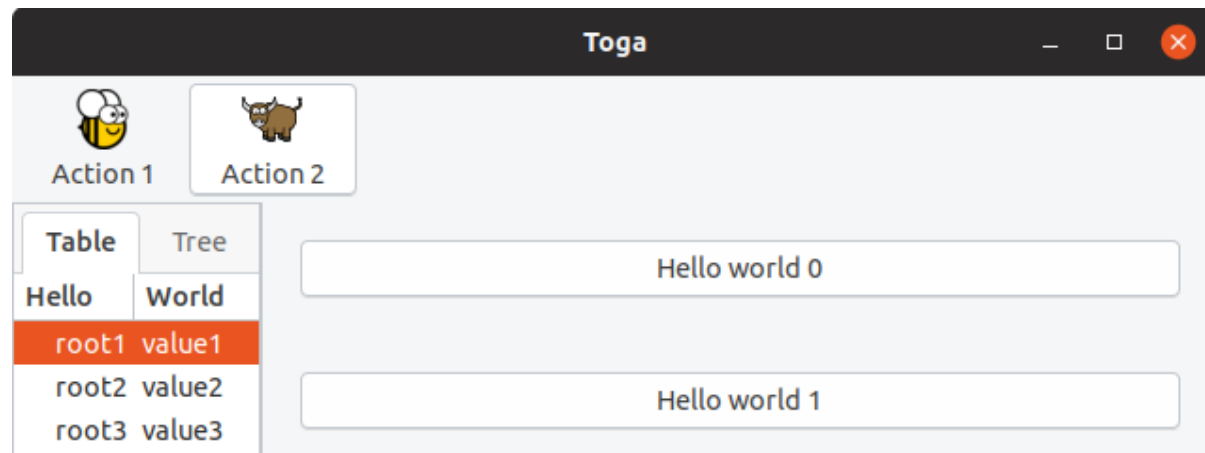 Toga
Action 1 Action 2
Table Tree
Hello World
root1 value1
root2 value2
root3 value3
Hello world 0
Hello world 1